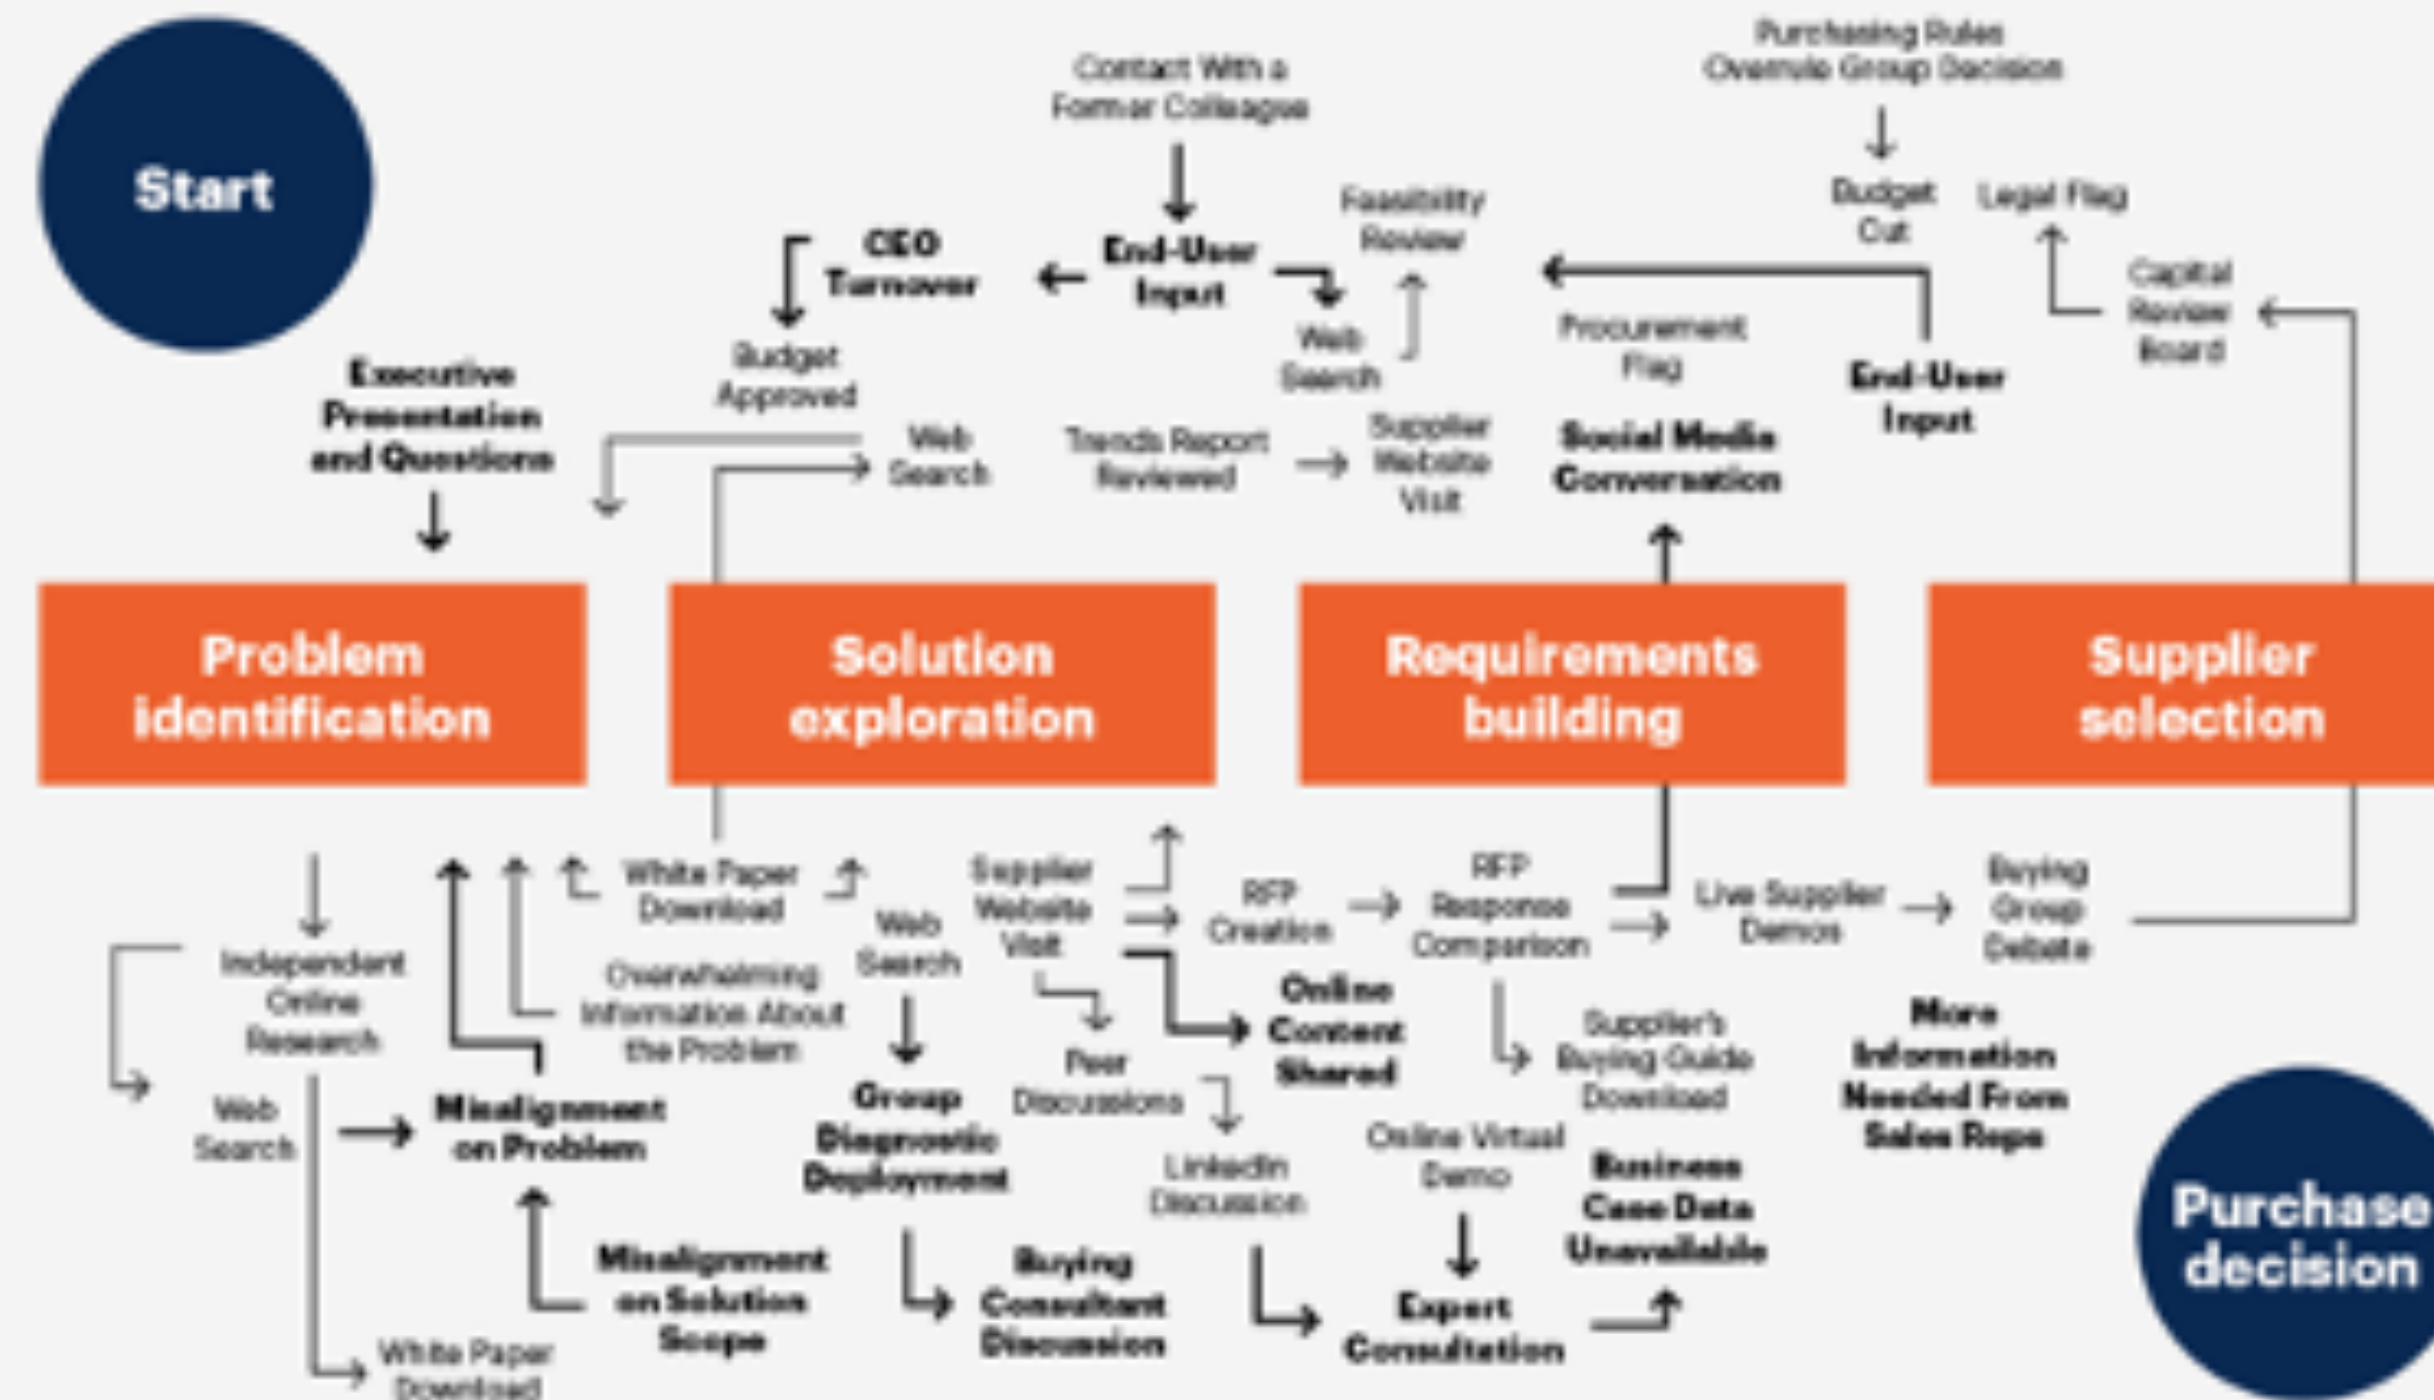 Start
Contact With a
Former Colleague
Purchasing Rules
Overrule Group Decision
Feasibility
Review
Budget
Cut
Legal Flag
CEO
Turnover
End-User
Input
Capital
Review
Board
Web
Search
Procurement
Flag
Budget
Approved
End-User
Input
Executive
Presentation
and Questions
Web
Search
Trends Report
Reviewed
Supplier
Website
Visit
Social Media
Conversation
Problem
identification
Solution
exploration
Requirements
building
Supplier
selection
White Paper
Download
Web
Search
Supplier
Website
Visit
RFP
Creation
RFP
Response
Comparison
Live Supplier
Demos
Buying
Group
Debate
Independent
Online
Research
Overwhelming
Information About
the Problem
Online
Content
Shared
Supplier's
Buying Guide
Download
More
Information
Needed From
Sales Reps
Web
Search
Misalignment
on Problem
Group
Diagnostic
Deployment
Peer
Discussions
LinkedIn
Discussion
Online Virtual
Demo
Business
Case Data
Unavailable
Purchase
decision
Misalignment
on Solution
Scope
Buying
Consultant
Discussion
Expert
Consultation
White Paper
Download